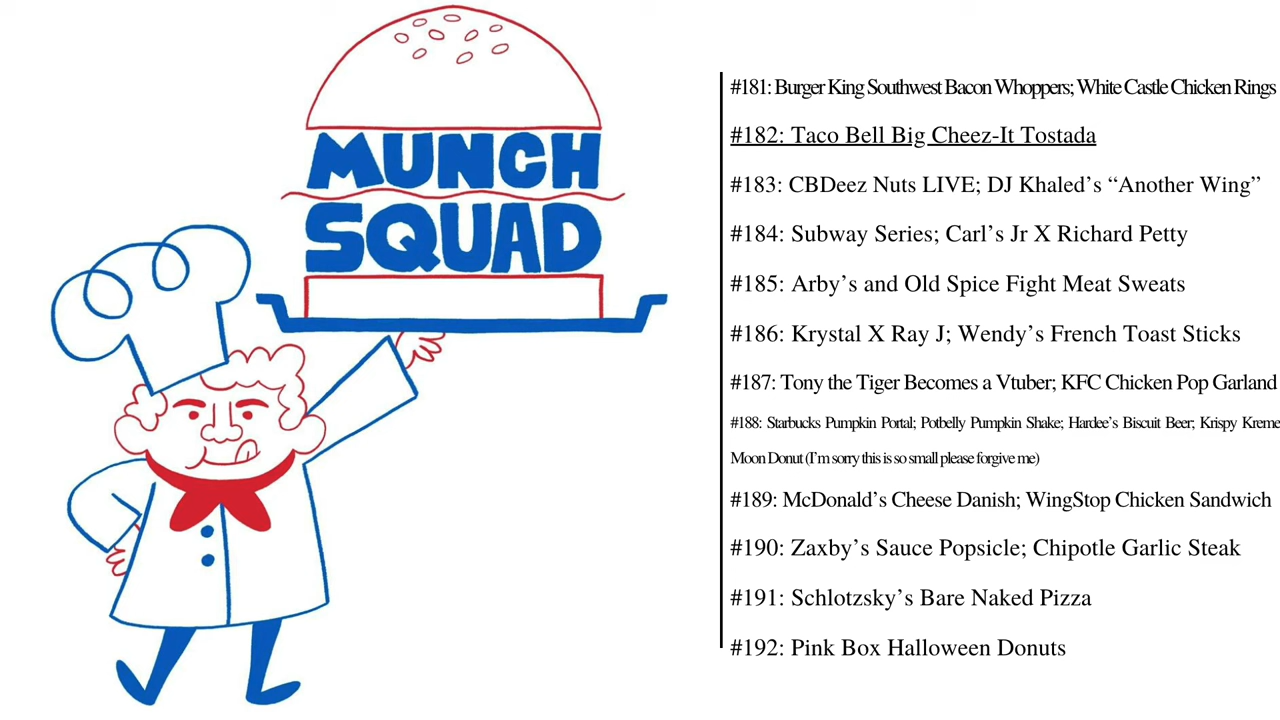 MUNCH
SQUAD
#181: Burger King Southwest Bacon Whoppers; White Castle Chicken Rings
#182: Taco Bell Big Cheez-It Tostada
#183: CBDeez Nuts LIVE; DJ Khaled’s “Another Wing”
#184: Subway Series; Carl’s Jr X Richard Petty
#185: Arby’s and Old Spice Fight Meat Sweats
#186: Krystal X Ray J; Wendy’s French Toast Sticks
#187: Tony the Tiger Becomes a Vtuber; KFC Chicken Pop Garland
#188: Starbucks Pumpkin Portal; Potbelly Pumpkin Shake; Hardee’s Biscuit Beer; Krispy Kreme
Moon Donut (I’m sorry this is so small please forgive me)
#189: McDonald’s Cheese Danish; WingStop Chicken Sandwich
#190: Zaxby’s Sauce Popsicle; Chipotle Garlic Steak
#191: Schlotzsky’s Bare Naked Pizza
#192: Pink Box Halloween Donuts